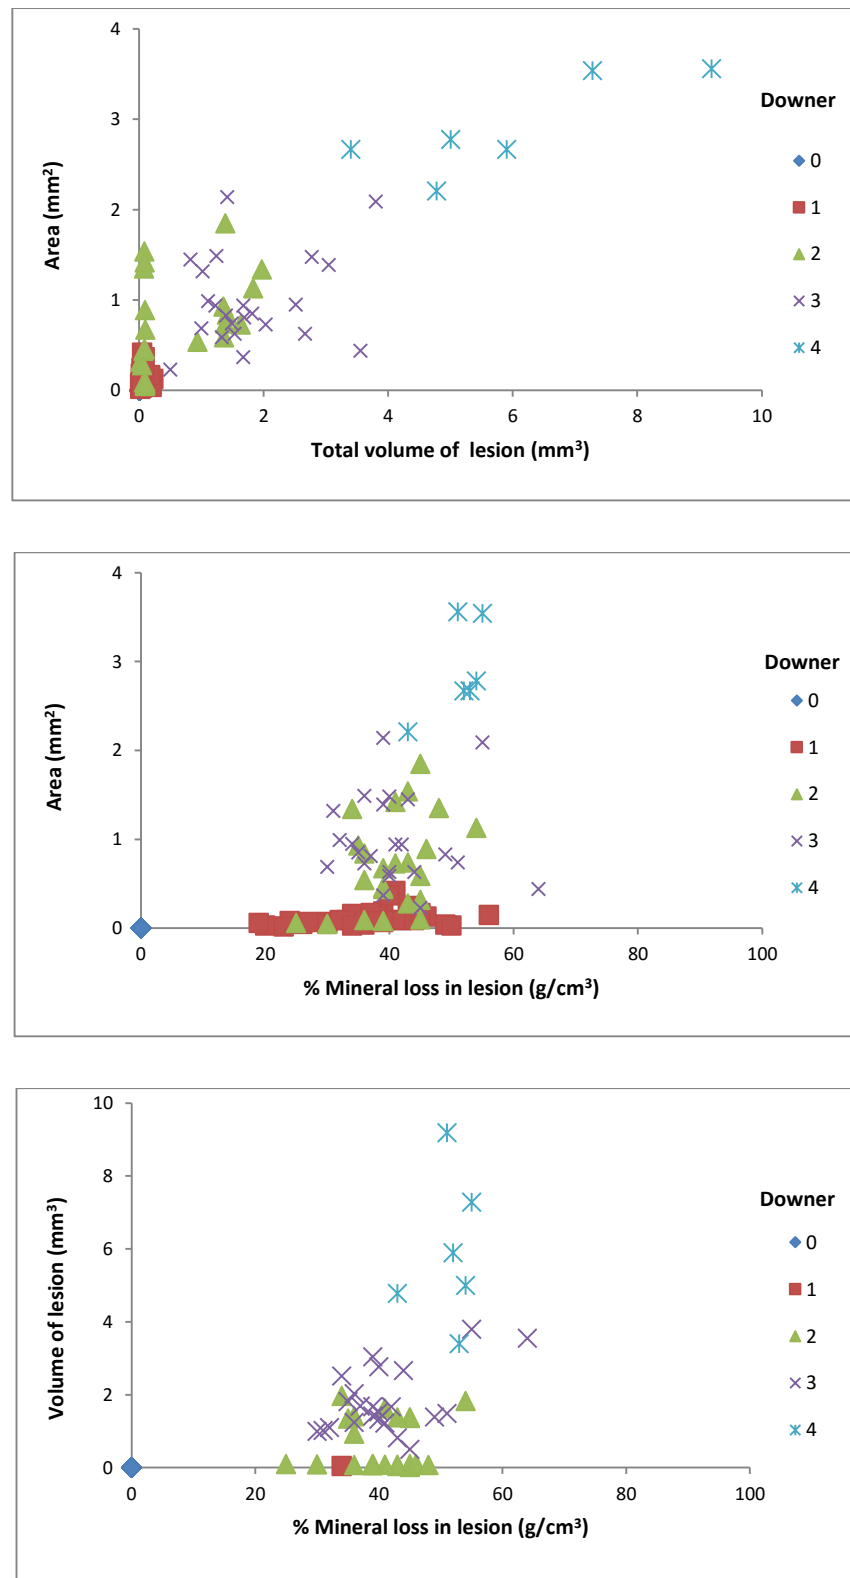 4
3
2
1
0
Area (mm²)
0 2 4 6 8 10
Total volume of lesion (mm³)
Downer
0
1
2
3
4
4
3
2
1
0
Area (mm²)
0 20 40 60 80 100
% Mineral loss in lesion (g/cm³)
Downer
0
1
2
3
4
10
8
6
4
2
0
Volume of lesion (mm³)
0 20 40 60 80 100
% Mineral loss in lesion (g/cm³)
Downer
0
1
2
3
4